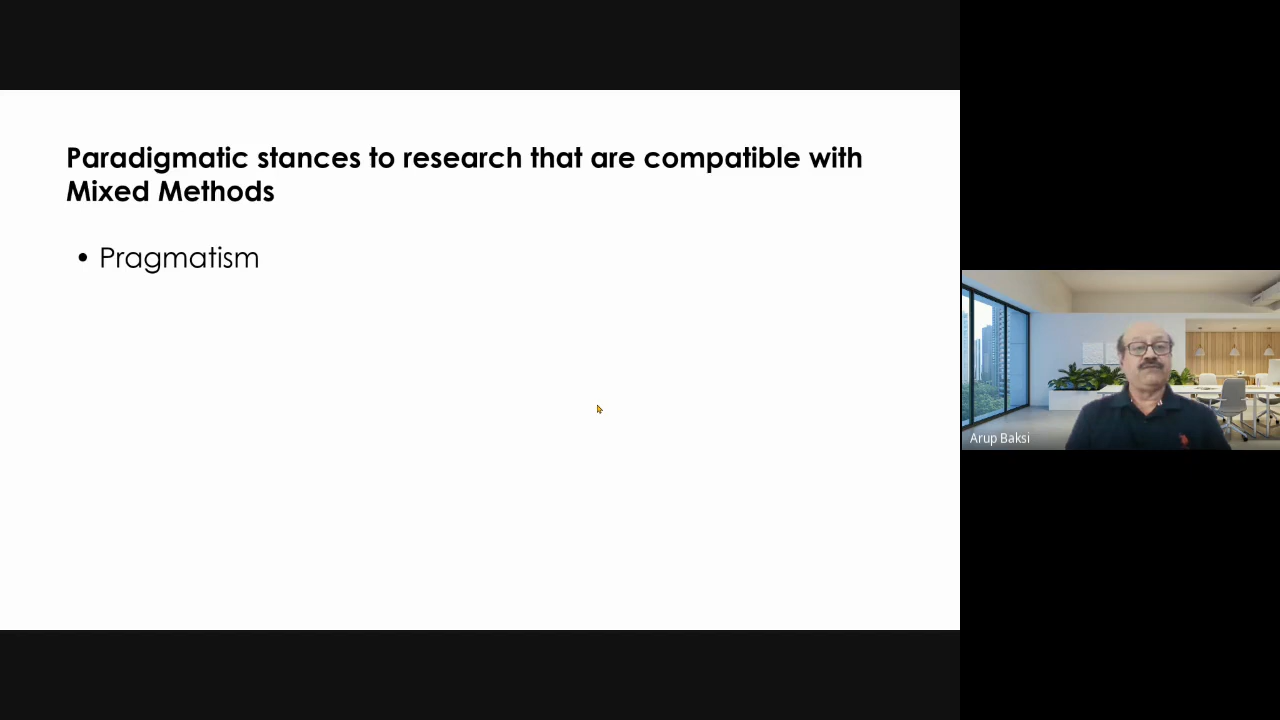 Paradigmatic stances to research that are compatible with
Mixed Methods
• Pragmatism
Arup Baksi